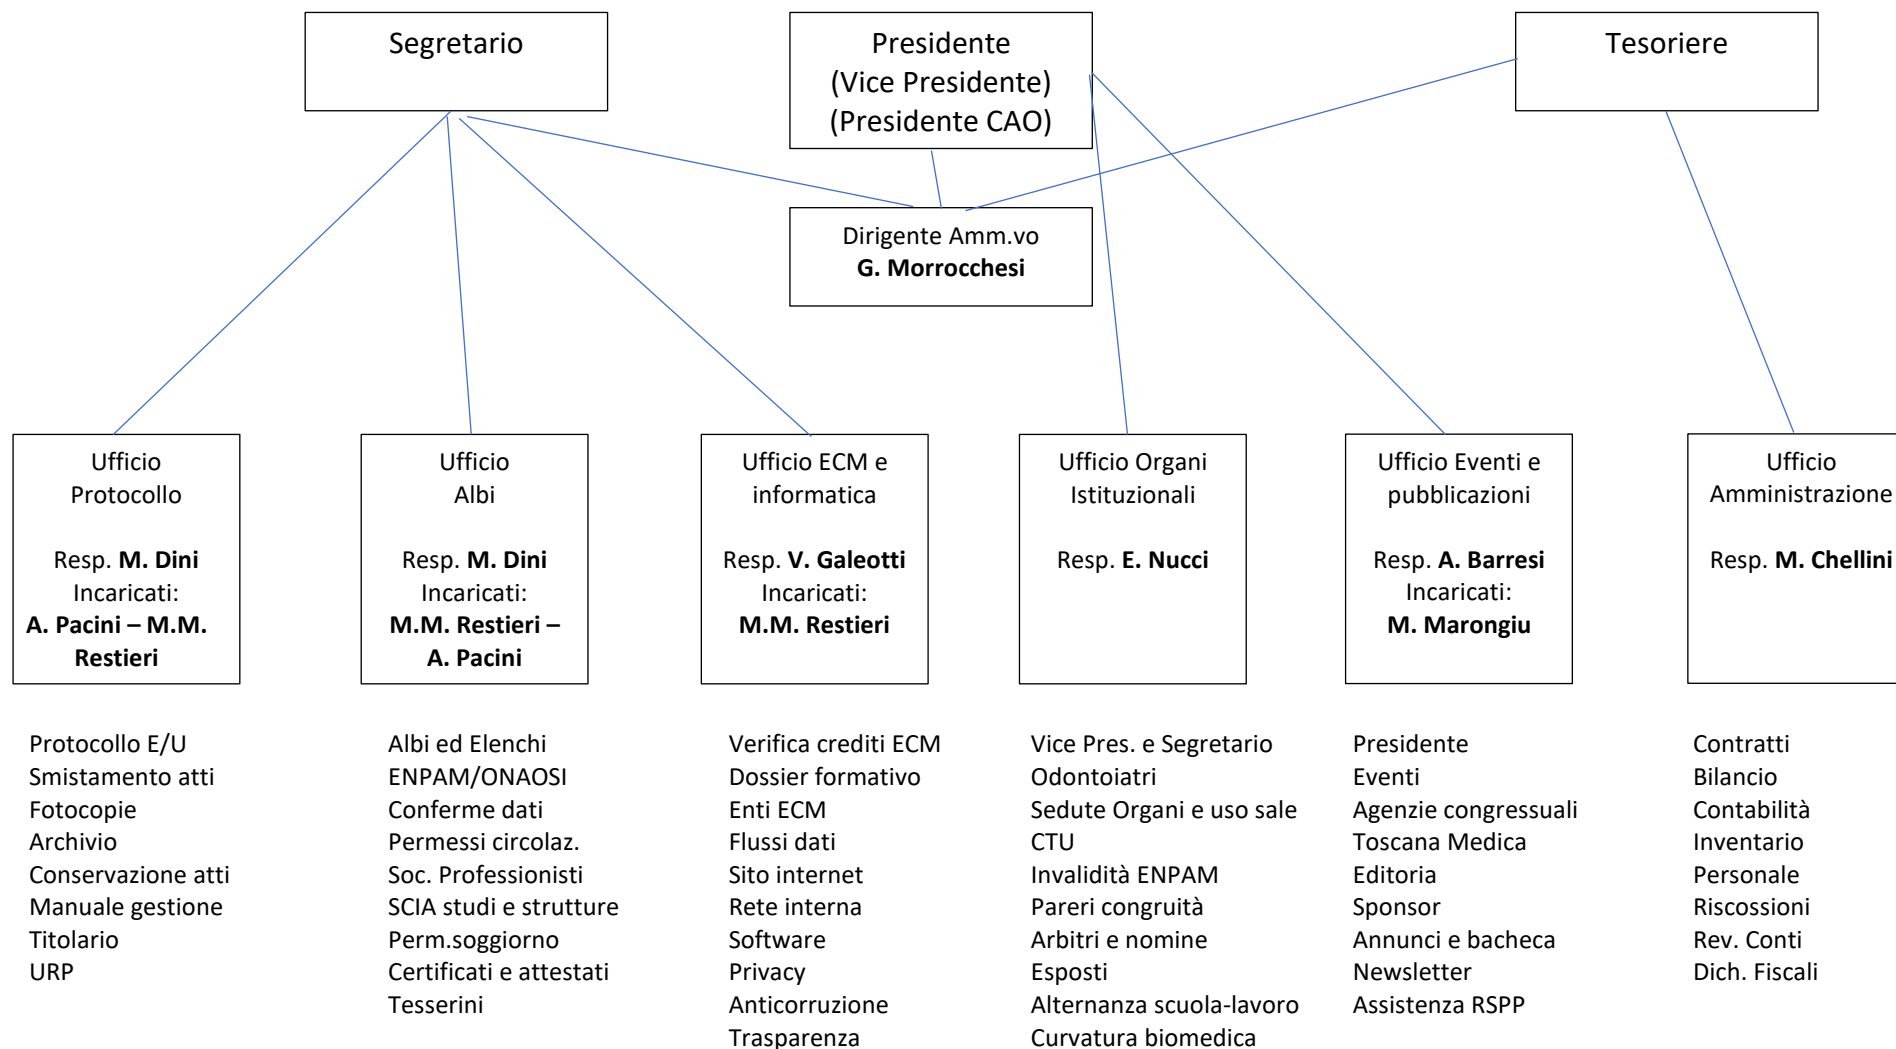 Segretario
Presidente
(Vice Presidente)
(Presidente CAO)
Tesoriere
Dirigente Amm.vo
G. Morrocchesi
Ufficio
Protocollo
Resp. M. Dini
Incaricati:
A. Pacini – M.M.
Restieri
Ufficio
Albi
Resp. M. Dini
Incaricati:
M.M. Restieri –
A. Pacini
Ufficio ECM e
informatica
Resp. V. Galeotti
Incaricati:
M.M. Restieri
Ufficio Organi
Istituzionali
Resp. E. Nucci
Ufficio Eventi e
pubblicazioni
Resp. A. Barresi
Incaricati:
M. Marongiu
Ufficio
Amministrazione
Resp. M. Chellini
Protocollo E/U
Smistamento atti
Fotocopie
Archivio
Conservazione atti
Manuale gestione
Titolario
URP
Albi ed Elenchi
ENPAM/ONAOSI
Conferme dati
Permessi circolaz.
Soc. Professionisti
SCIA studi e strutture
Perm.soggiorno
Certificati e attestati
Tesserini
Verifica crediti ECM
Dossier formativo
Enti ECM
Flussi dati
Sito internet
Rete interna
Software
Privacy
Anticorruzione
Trasparenza
Vice Pres. e Segretario
Odontoiatri
Sedute Organi e uso sale
CTU
Invalidità ENPAM
Pareri congruità
Arbitri e nomine
Esposti
Alternanza scuola-lavoro
Curvatura biomedica
Presidente
Eventi
Agenzie congressuali
Toscana Medica
Editoria
Sponsor
Annunci e bacheca
Newsletter
Assistenza RSPP
Contratti
Bilancio
Contabilità
Inventario
Personale
Riscossioni
Rev. Conti
Dich. Fiscali